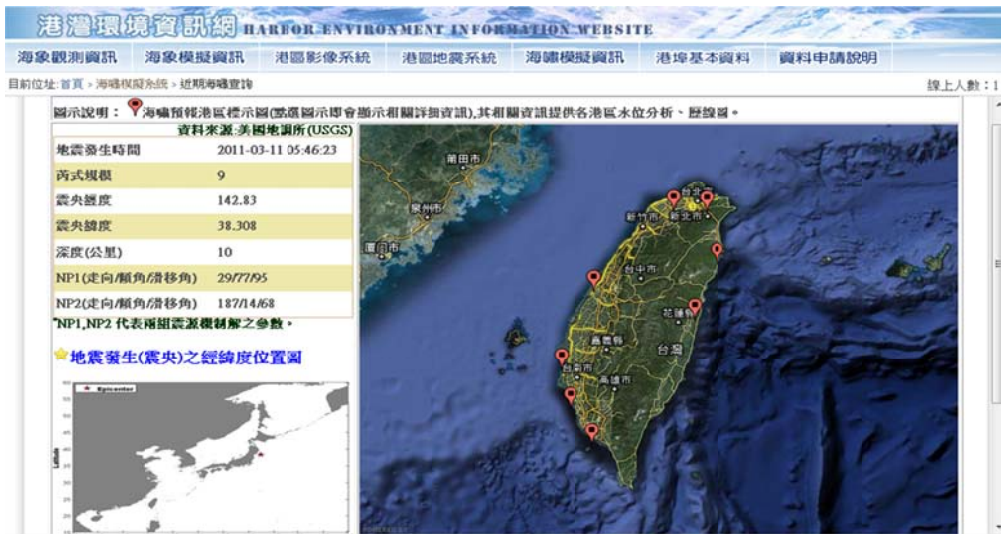 港灣環境資訊網 HARBOR ENVIRONMENT INFORMATION WEBSITE
海象觀測資訊 海象模擬資訊 港區影像系統 港區地震系統 海嘯模擬資訊 港埠基本資料 資料申請說明
目前位址:首頁 » 海嘯模擬系統 » 近期海嘯查詢 線上人數:1
圖示說明: 海嘯預報港區標示圖(點選圖示即會顯示相關詳細資訊),其相關資訊提供各港區水位分析、歷線圖。
資料來源:美國地調所(USGS)
地震發生時間 2011-03-11 05:46:23
芮式規模 9
震央經度 142.83
震央緯度 38.308
深度(公里) 10
NP1(走向/傾角/滑移角) 29/77/95
NP2(走向/傾角/滑移角) 187/14/68
*NP1,NP2 代表兩組震源機制解之參數。
地震發生(震央)之經緯度位置圖
Epicenter
Latitude
莆田市
泉州市
厦门市
台北市
新竹市 新北市
台中市
花蓮縣
嘉義縣
台灣
台南市
高雄市